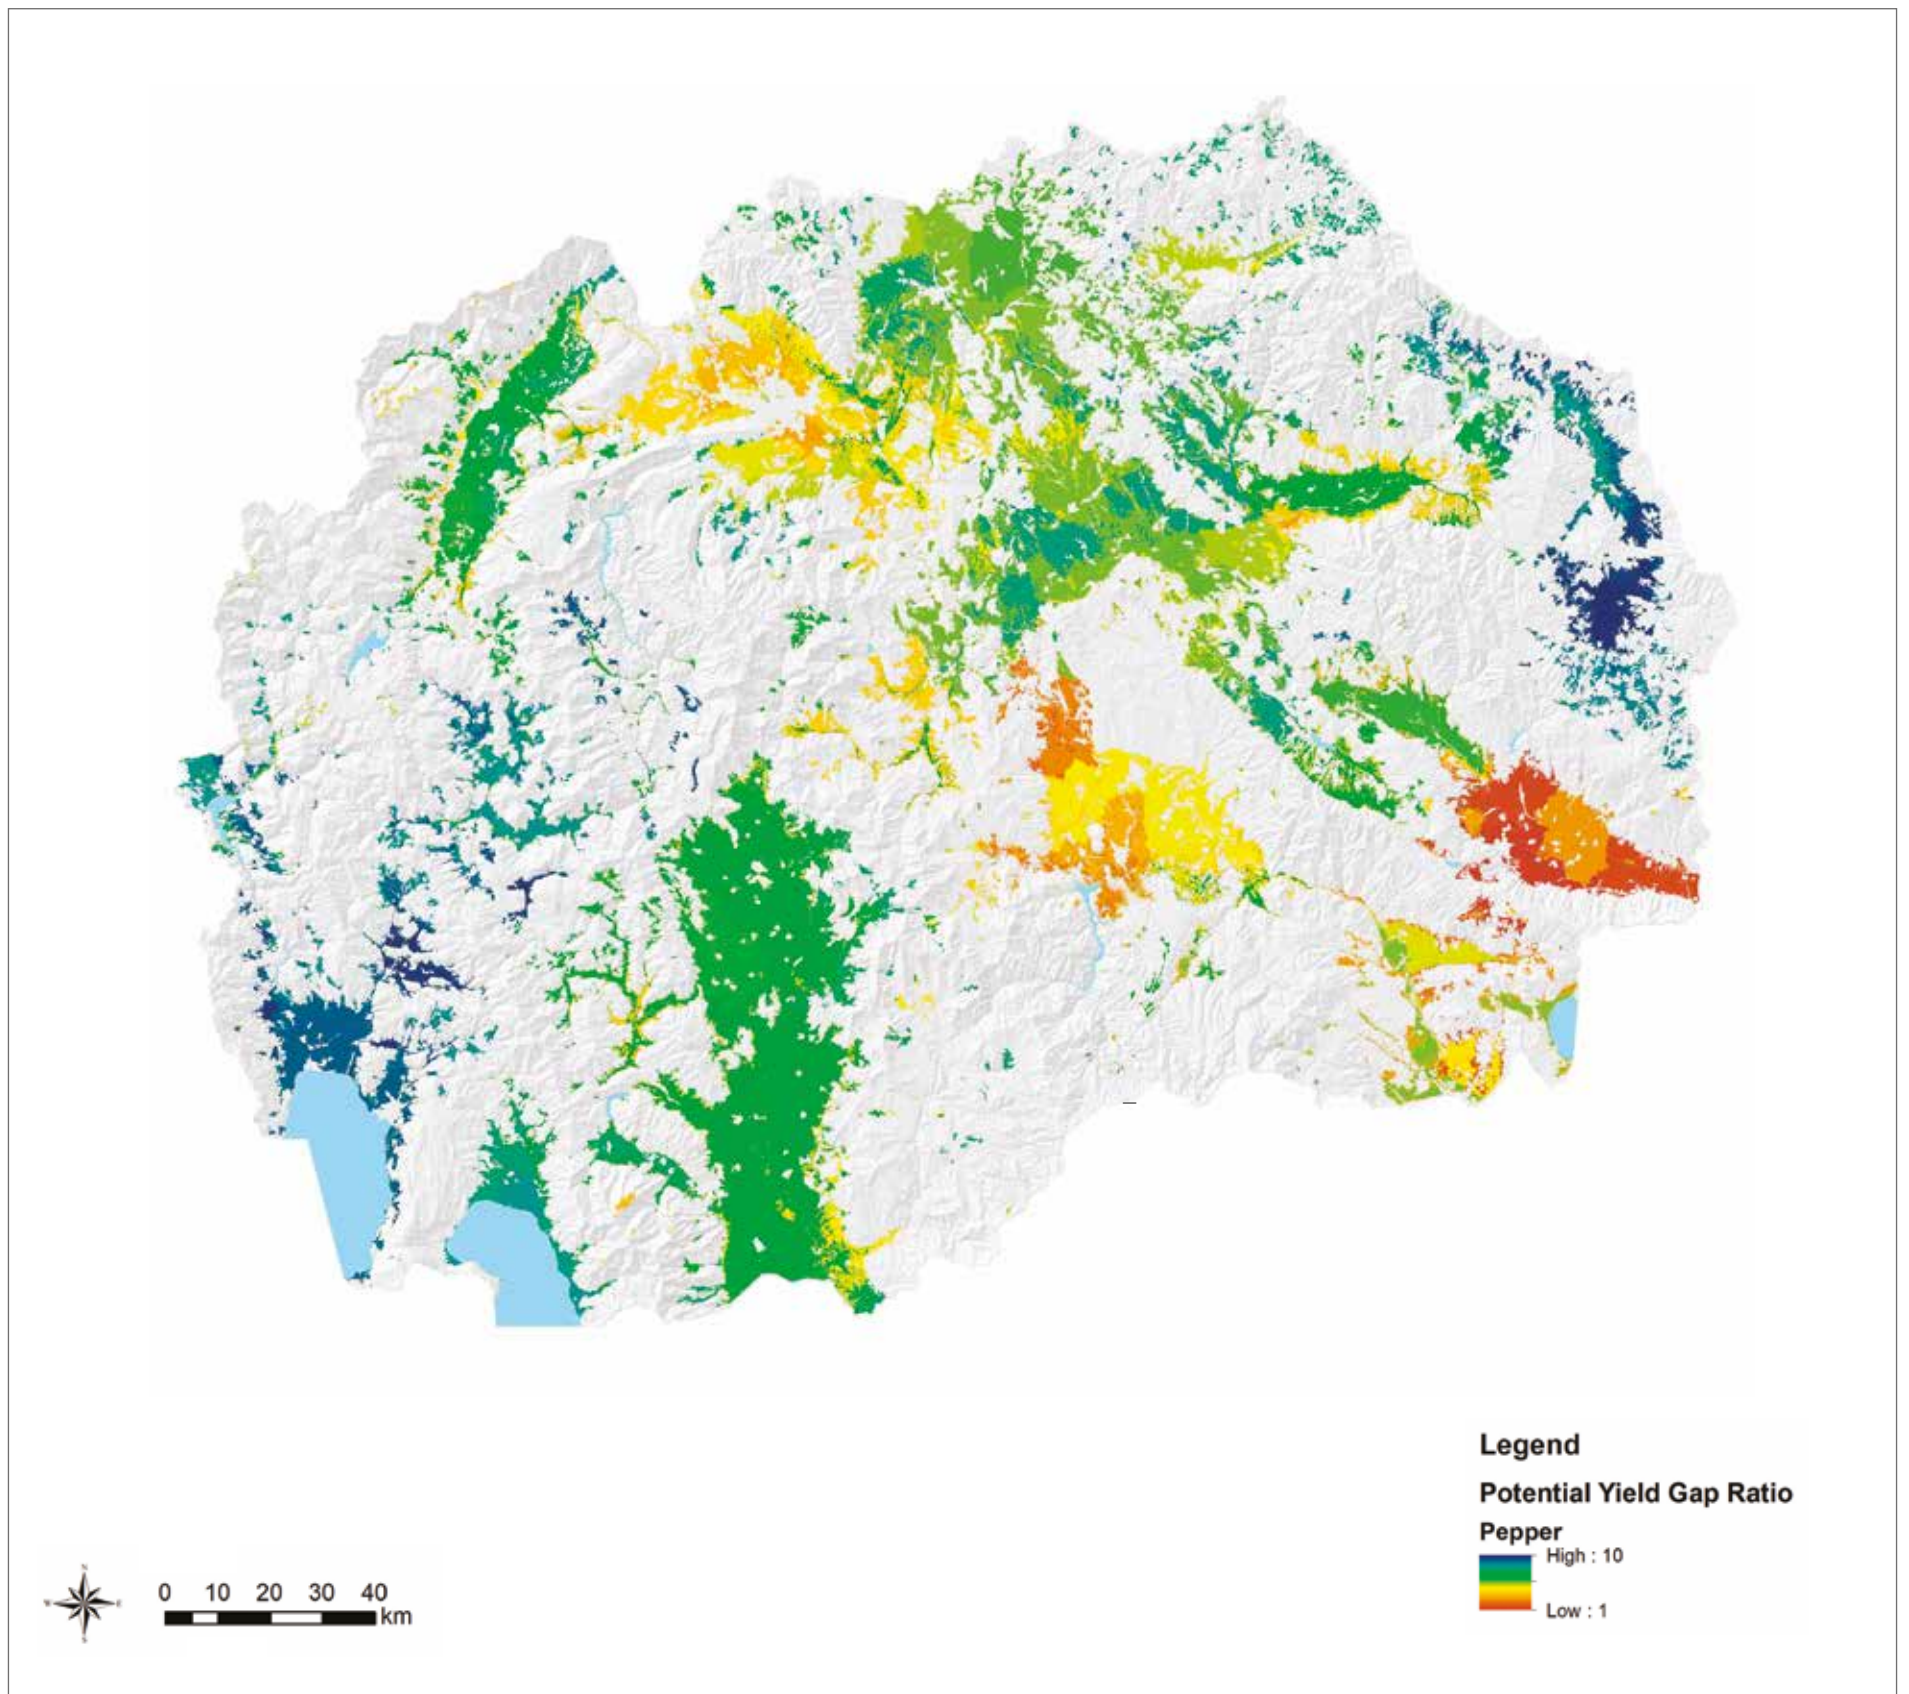 Legend
Potential Yield Gap Ratio
Pepper
High : 10
Low : 1
N
W
E
S
0 10 20 30 40
km